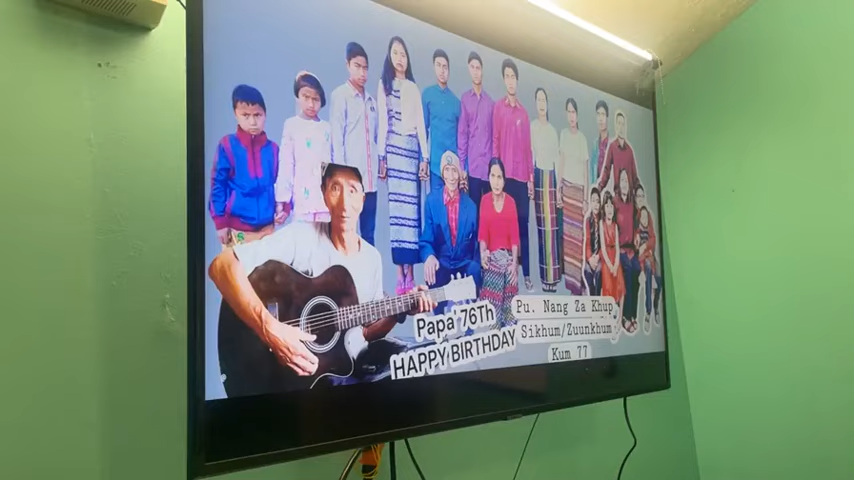 Papa 76Th
HAPPY BIRTHDAY
Pu. Nang Za Khup
Sikhum/Zuunkhum
Kum 77